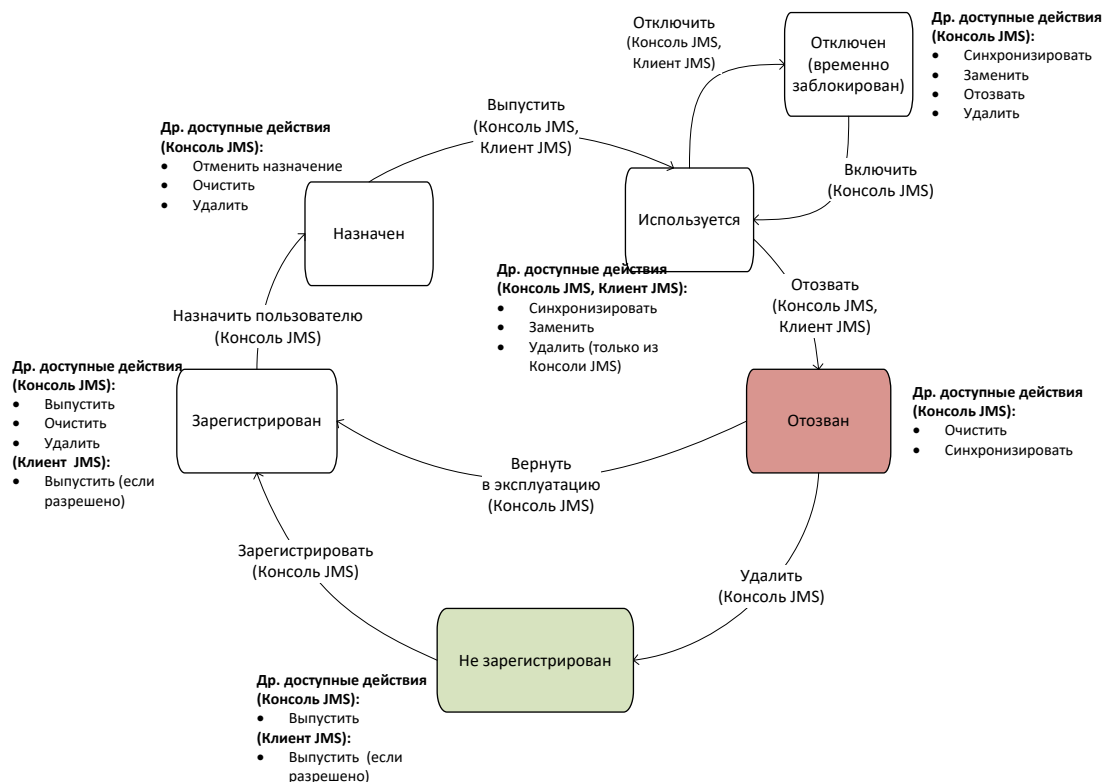 Отключить
(Консоль JMS,
Клиент JMS)
Отключен
(временно
заблокирован)
Др. доступные действия
(Консоль JMS):
• Синхронизировать
• Заменить
• Отозвать
• Удалить
Выпустить
(Консоль JMS,
Клиент JMS)
Др. доступные действия
(Консоль JMS):
• Отменить назначение
• Очистить
• Удалить
Включить
(Консоль JMS)
Назначен
Используется
Др. доступные действия
(Консоль JMS, Клиент JMS):
• Синхронизировать
• Заменить
• Удалить (только из
Консоли JMS)
Отозвать
(Консоль JMS,
Клиент JMS)
Назначить пользователю
(Консоль JMS)
Др. доступные действия
(Консоль JMS):
• Выпустить
• Очистить
• Удалить
(Клиент JMS):
• Выпустить (если
разрешено)
Зарегистрирован
Отозван
Др. доступные действия
(Консоль JMS):
• Очистить
• Синхронизировать
Вернуть
в эксплуатацию
(Консоль JMS)
Зарегистрировать
(Консоль JMS)
Удалить
(Консоль JMS)
Не зарегистрирован
Др. доступные действия
(Консоль JMS):
• Выпустить
(Клиент JMS):
• Выпустить (если
разрешено)